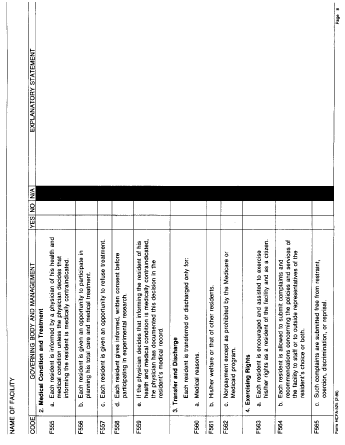 NAME OF FACILITY
CODE GOVERNING BODY AND MANAGEMENT YES NO N/A EXPLANATORY STATEMENT
2. Medical Condition and Treatment
F555 a. Each resident is informed by a physician of his health and
medical condition unless the physician decides that
informing the resident is medically contraindicated.
F556 b. Each resident is given an opportunity to participate in
planning his total care and medical treatment.
F557 c. Each resident is given an opportunity to refuse treatment.
F558 d. Each resident gives informed, written consent before
participating in experimental research.
F559 e. If the physician decides that informing the resident of his
health and medical condition is medically contraindicated,
the physician has documented this decision in the
resident's medical record.
3. Transfer and Discharge
Each resident is transferred or discharged only for:
F560 a. Medical reasons.
F561 b. His/her welfare or that of other residents.
F562 c. Nonpayment except as prohibited by the Medicare or
Medicaid program.
4. Exercising Rights
F563 a. Each resident is encouraged and assisted to exercise
his/her rights as a resident of the facility and as a citizen.
F564 b. Each resident is allowed to submit complaints and
recommendations concerning the policies and services of
the facility to staff or to outside representatives of the
resident's choice or both.
F565 c. Such complaints are submitted free from restraint,
coercion, discrimination, or reprisal.
Page